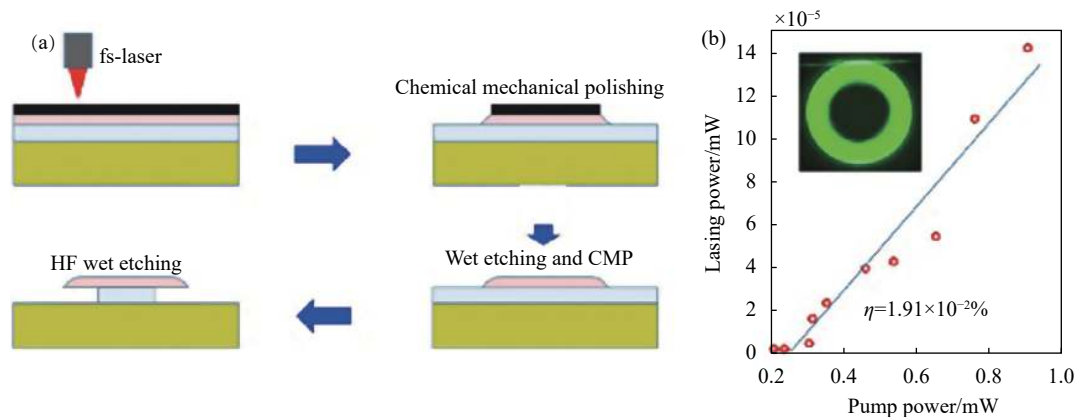 (a)
fs-laser
Chemical mechanical polishing
HF wet etching
Wet etching and CMP
(b)
×10⁻⁵
14
12
10
8
6
4
2
0
Lasing power/mW
η=1.91×10⁻²%
0.2 0.4 0.6 0.8 1.0
Pump power/mW